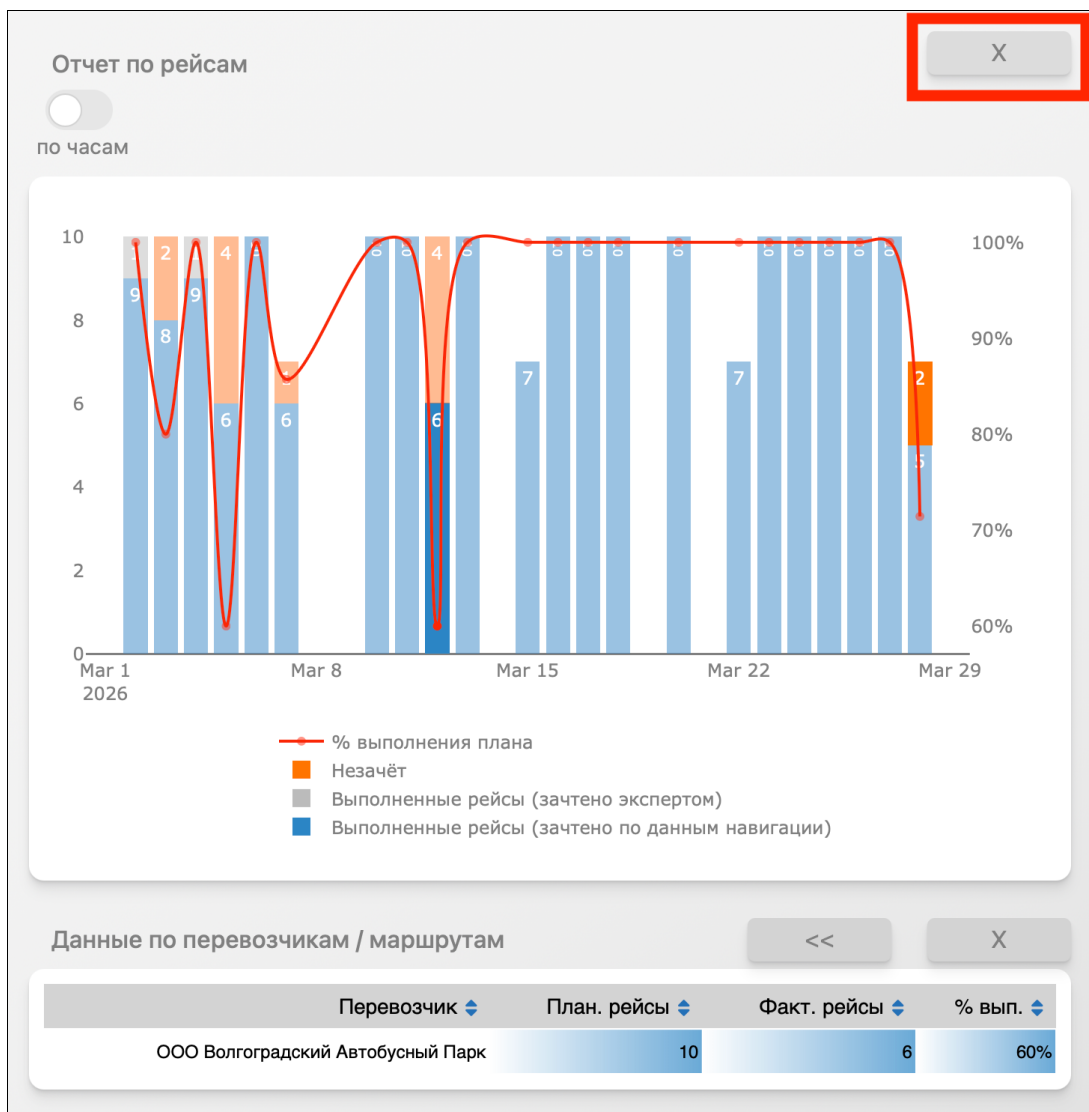 X
Отчет по рейсам
по часам
10
8
6
4
2
0
100%
90%
80%
70%
60%
9
2
8
9
4
6
6
4
6
7
7
2
5
Mar 1
2026
Mar 8
Mar 15
Mar 22
Mar 29
% выполнения плана
Незачёт
Выполненные рейсы (зачтено экспертом)
Выполненные рейсы (зачтено по данным навигации)
Данные по перевозчикам / маршрутам << X
Перевозчик План. рейсы Факт. рейсы % вып.
ООО Волгоградский Автобусный Парк 10 6 60%